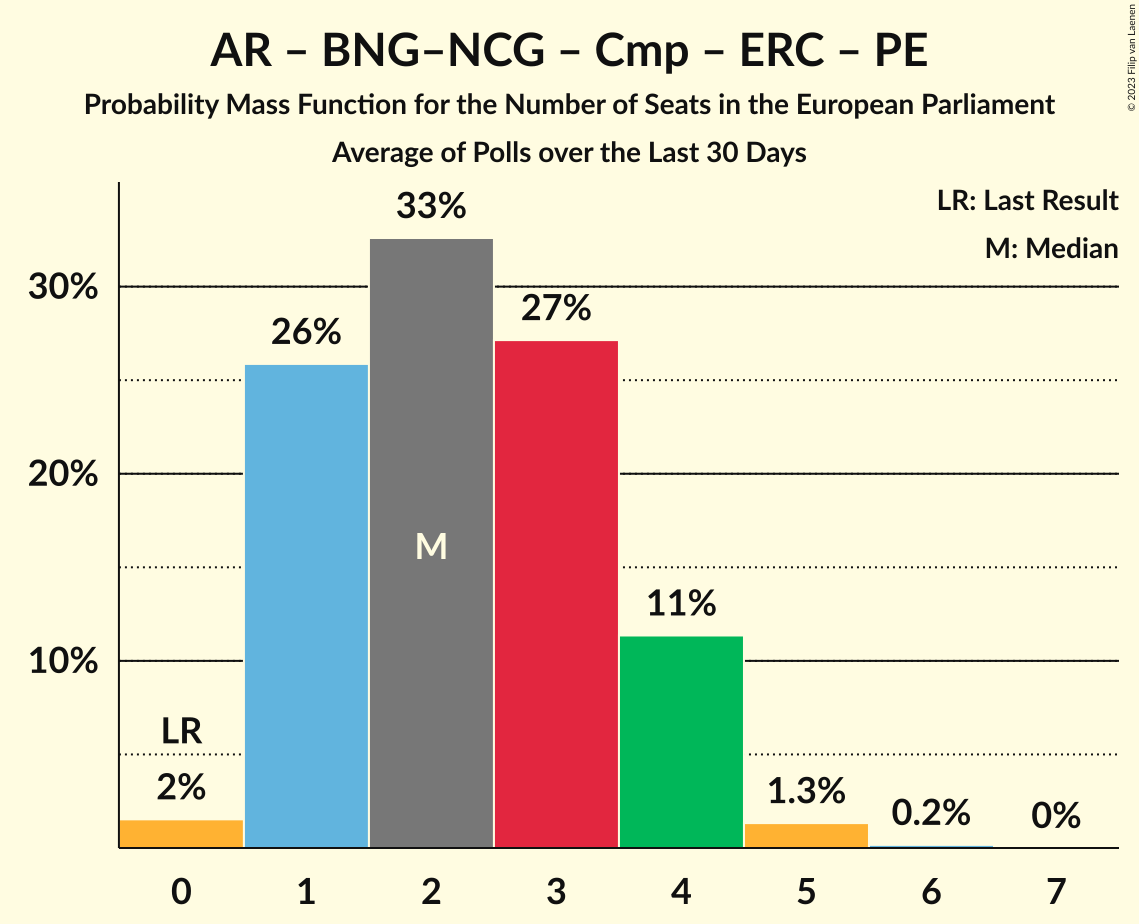 AR – BNG–NCG – Cmp – ERC – PE
Probability Mass Function for the Number of Seats in the European Parliament
Average of Polls over the Last 30 Days
© 2023 Filip van Laenen
LR: Last Result
M: Median
33%
30%
27%
26%
20%
M
11%
10%
LR
2%
1.3%
0.2%
0%
0 1 2 3 4 5 6 7